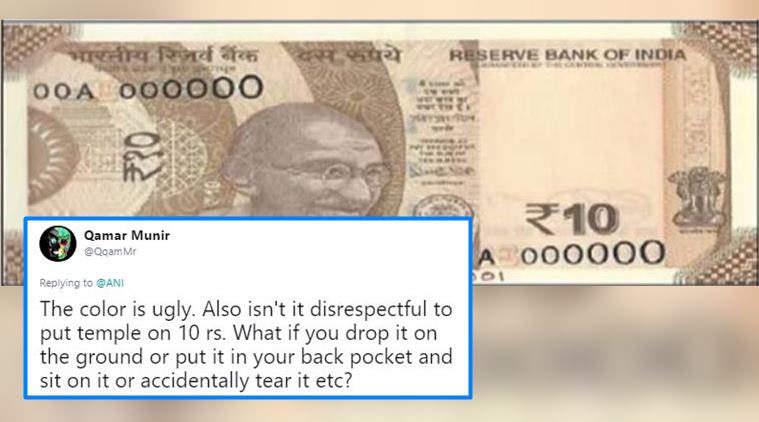 भारतीय रिज़र्व बैंक दस रुपये RESERVE BANK OF INDIA
00A 000000
₹10
₹10
A 000000
001
Qamar Munir
@QqamMr
Replying to @ANI
The color is ugly. Also isn't it disrespectful to
put temple on 10 rs. What if you drop it on
the ground or put it in your back pocket and
sit on it or accidentally tear it etc?